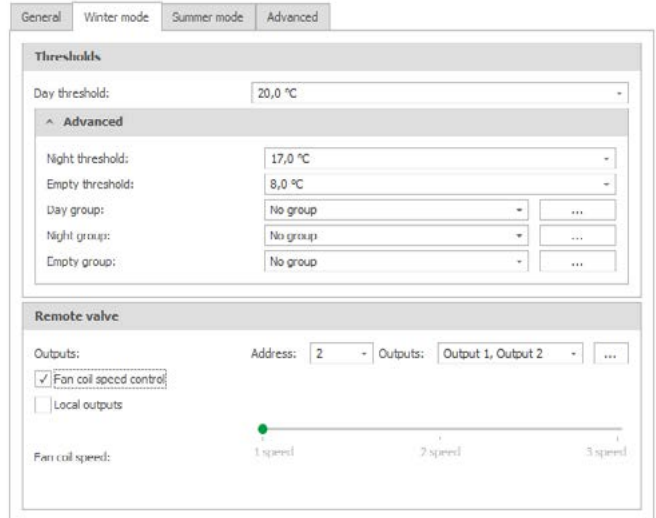 General Winter mode Summer mode Advanced
Thresholds
Day threshold: 20,0 °C
Advanced
Night threshold: 17,0 °C
Empty threshold: 8,0 °C
Day group: No group ...
Night group: No group ...
Empty group: No group ...
Remote valve
Outputs: Address: 2 Outputs: Output 1, Output 2 ...
Fan coil speed control
Local outputs
Fan coil speed: 1 speed 2 speed 3 speed